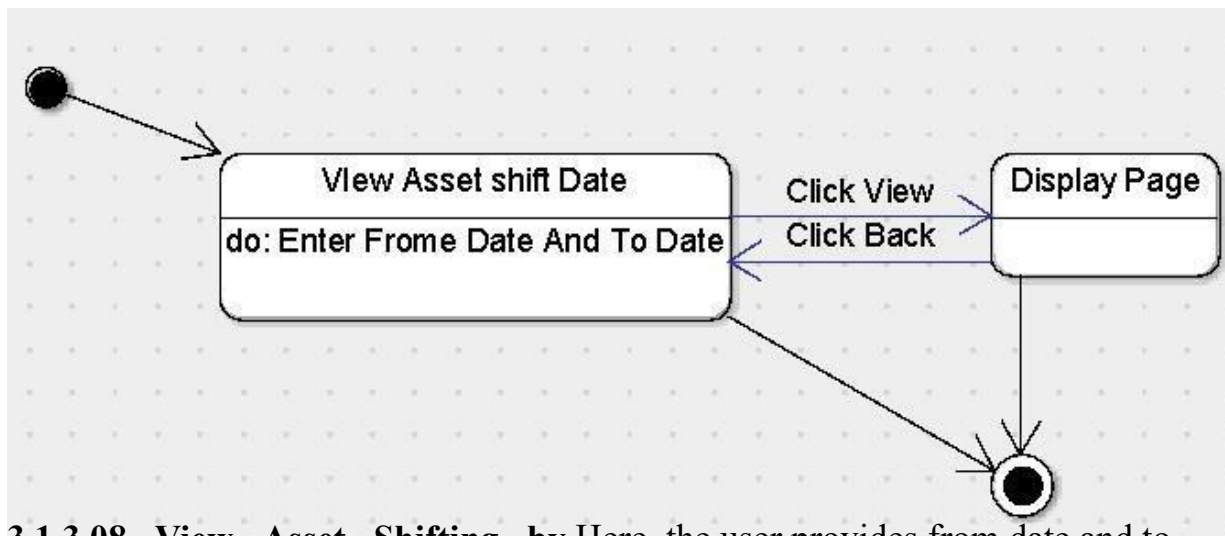 VIew Asset shift Date
do: Enter Frome Date And To Date
Click View
Click Back
Display Page
3.1.3.08 View Asset Shifting by Here, the user provides from date and to